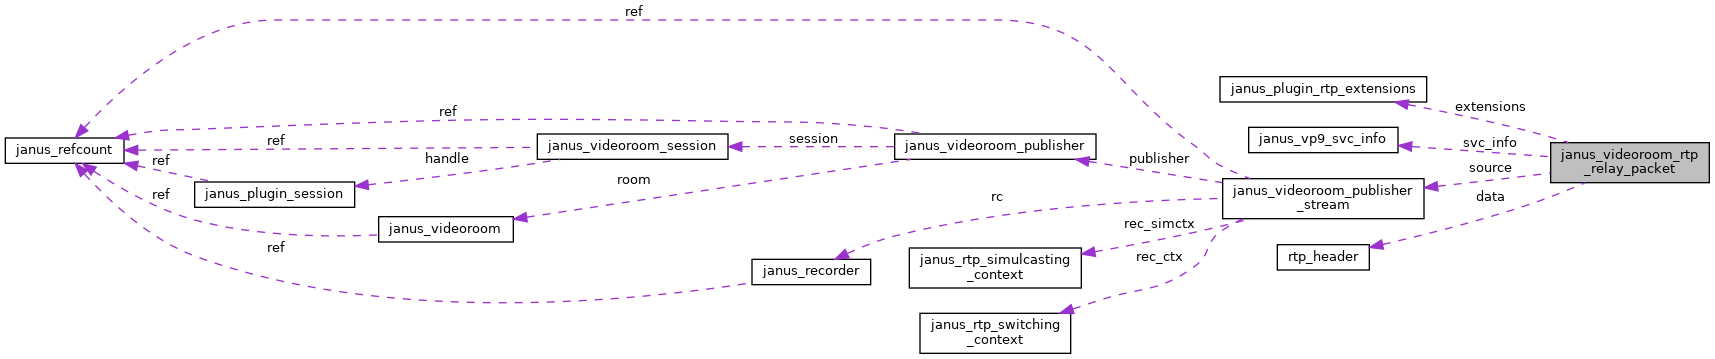 ref
janus_plugin_rtp_extensions
extensions
ref
janus_vp9_svc_info
svc_info
janus_refcount
ref
ref
janus_videoroom_session
session
janus_videoroom_publisher
handle
publisher
janus_videoroom_rtp
_relay_packet
source
janus_plugin_session
ref
room
janus_videoroom_publisher
_stream
rc
data
janus_videoroom
rec_simctx
ref
rec_ctx
janus_recorder
janus_rtp_simulcasting
_context
rtp_header
janus_rtp_switching
_context